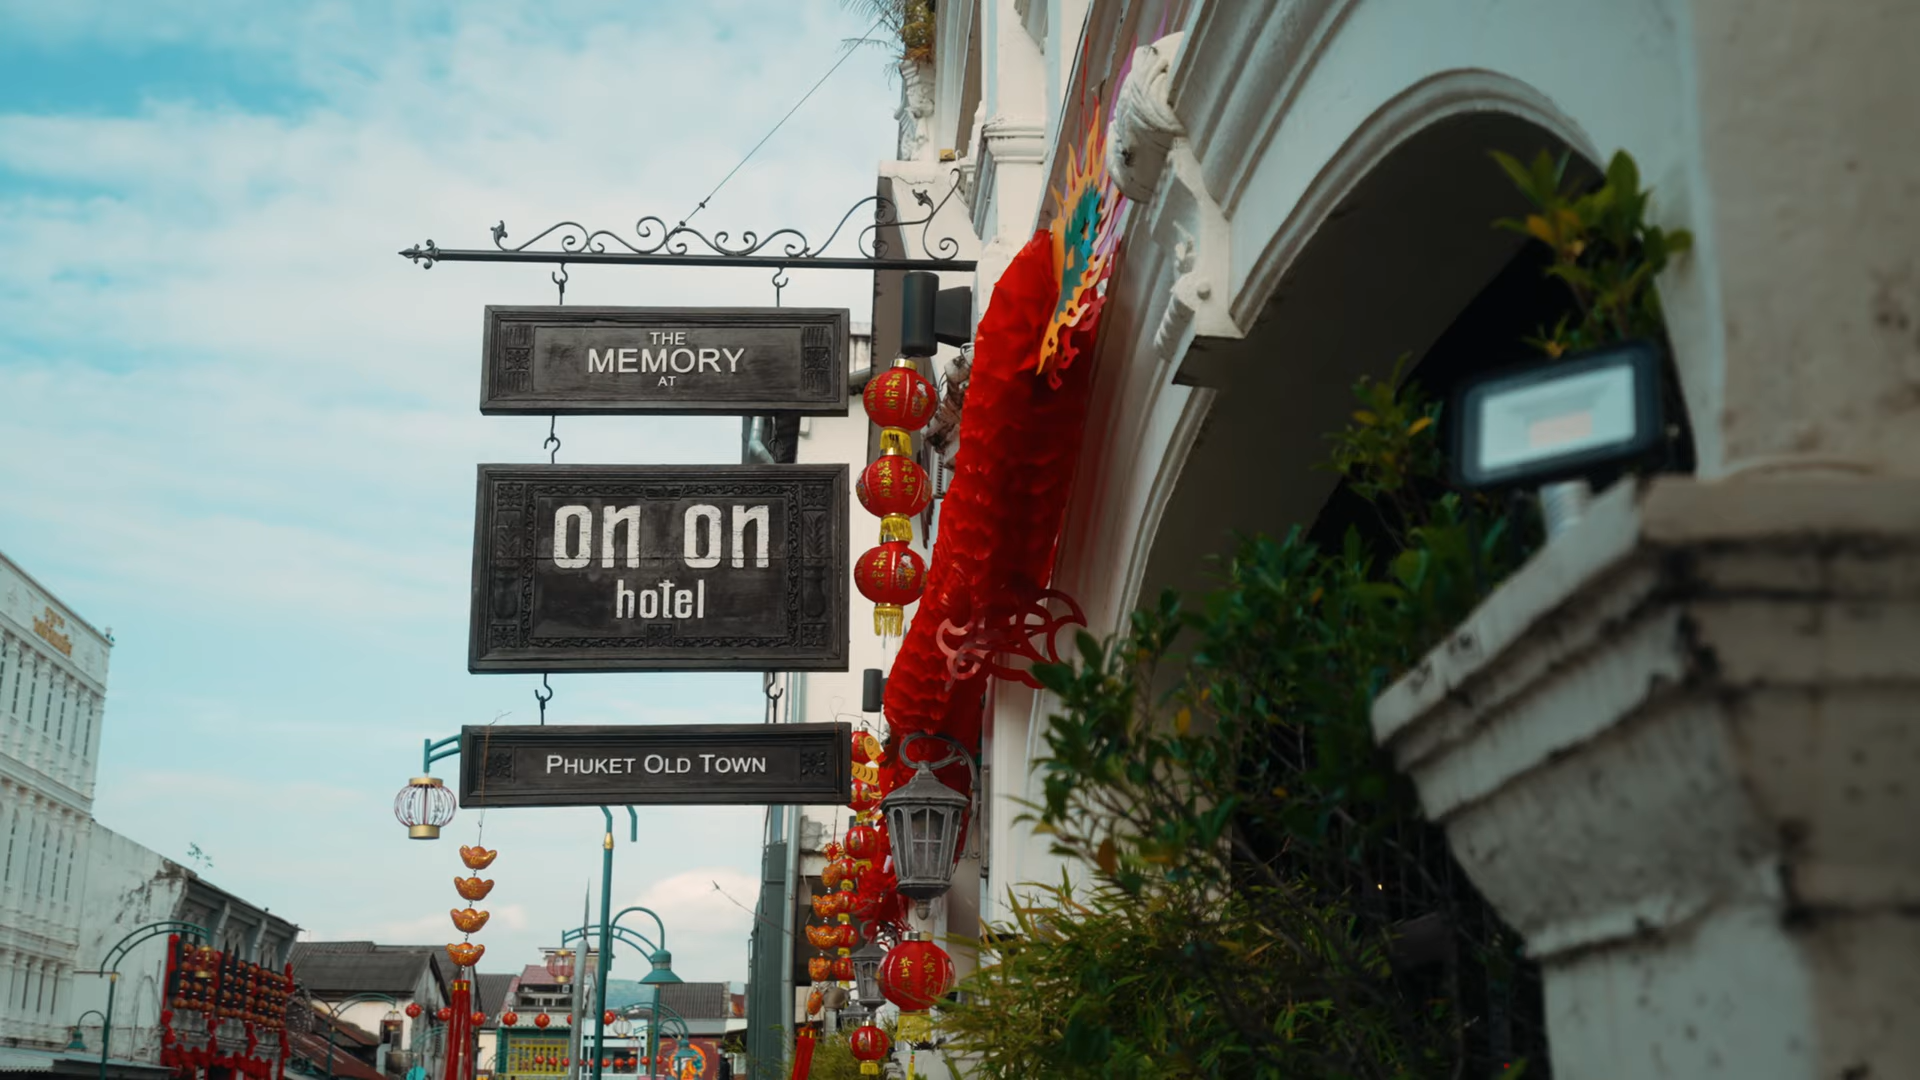 THE
MEMORY
AT
on on
hotel
PHUKET OLD TOWN